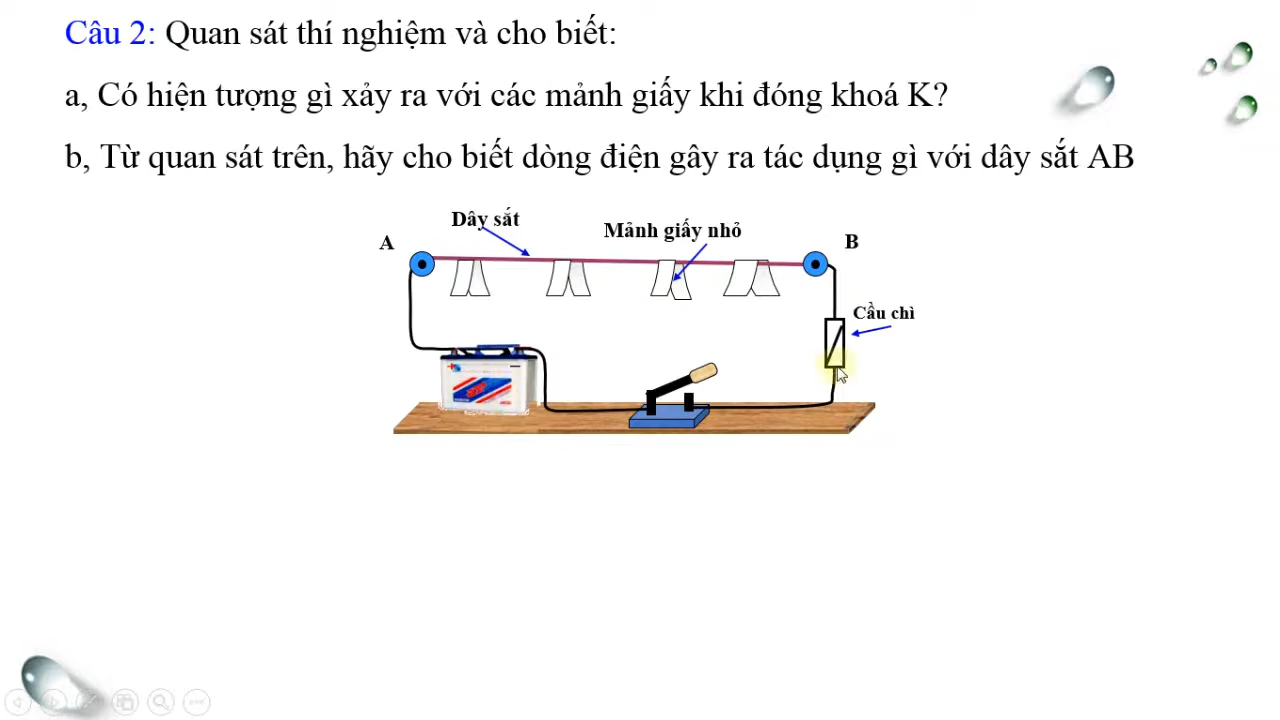 Câu 2: Quan sát thí nghiệm và cho biết:
a, Có hiện tượng gì xảy ra với các mảnh giấy khi đóng khoá K?
b, Từ quan sát trên, hãy cho biết dòng điện gây ra tác dụng gì với dây sắt AB
Dây sắt
Mảnh giấy nhỏ
A
B
Cầu chì